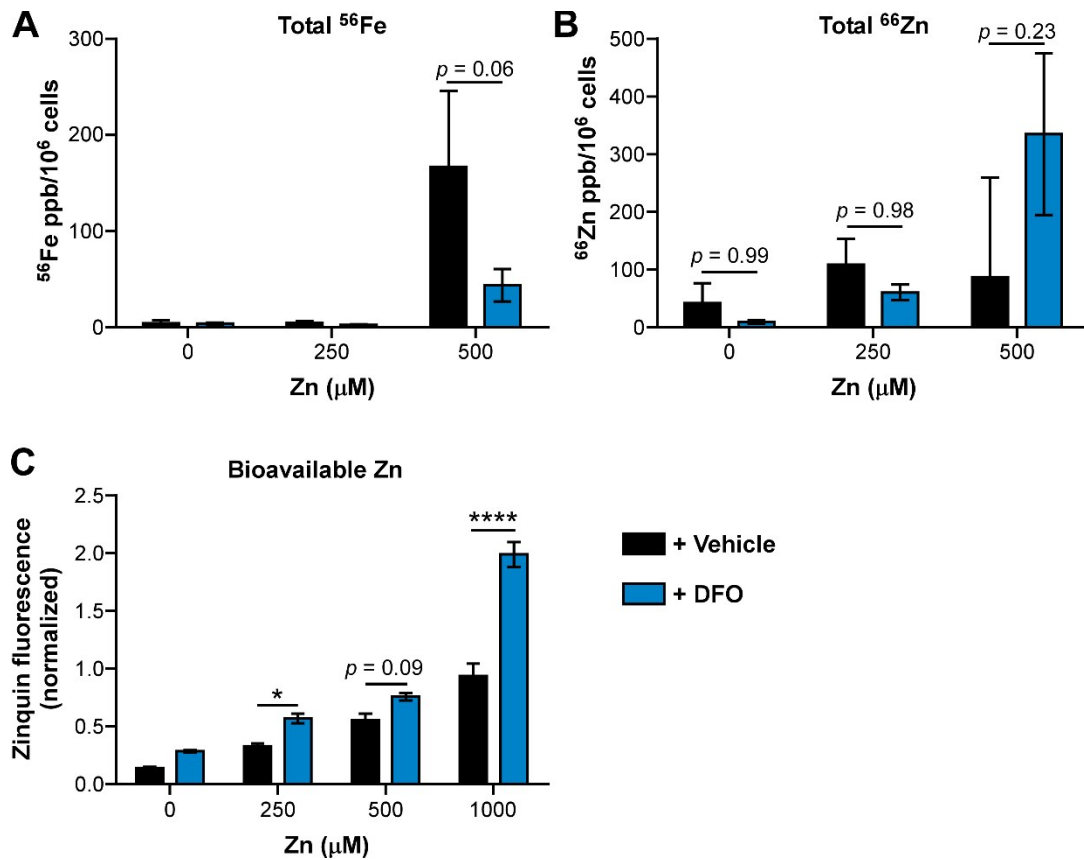 A
Total ⁵⁶Fe
⁵⁶Fe ppb/10⁶ cells
300
200
100
0
p = 0.06
0 250 500
Zn (μM)
B
Total ⁶⁶Zn
⁶⁶Zn ppb/10⁶ cells
500
400
300
200
100
0
p = 0.99
p = 0.98
p = 0.23
0 250 500
Zn (μM)
C
Bioavailable Zn
Zinquin fluorescence
(normalized)
2.5
2.0
1.5
1.0
0.5
0.0
*
p = 0.09
****
0 250 500 1000
Zn (μM)
+ Vehicle
+ DFO